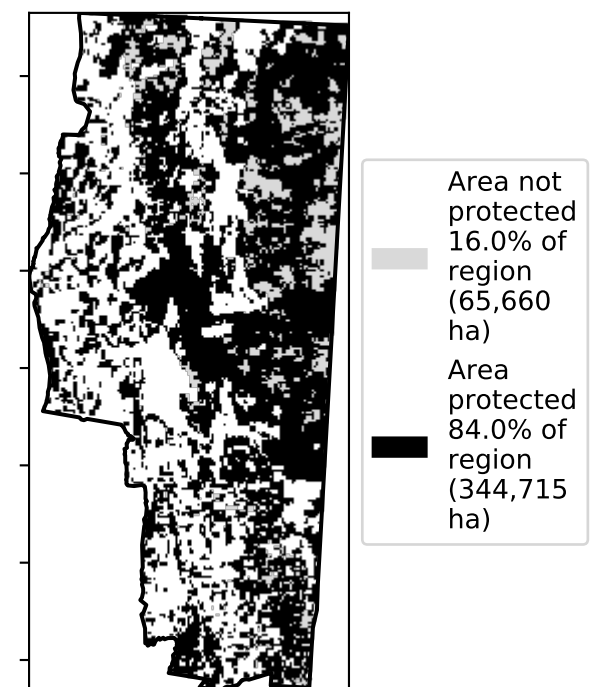 Area not
protected
16.0% of
region
(65,660
ha)
Area
protected
84.0% of
region
(344,715
ha)